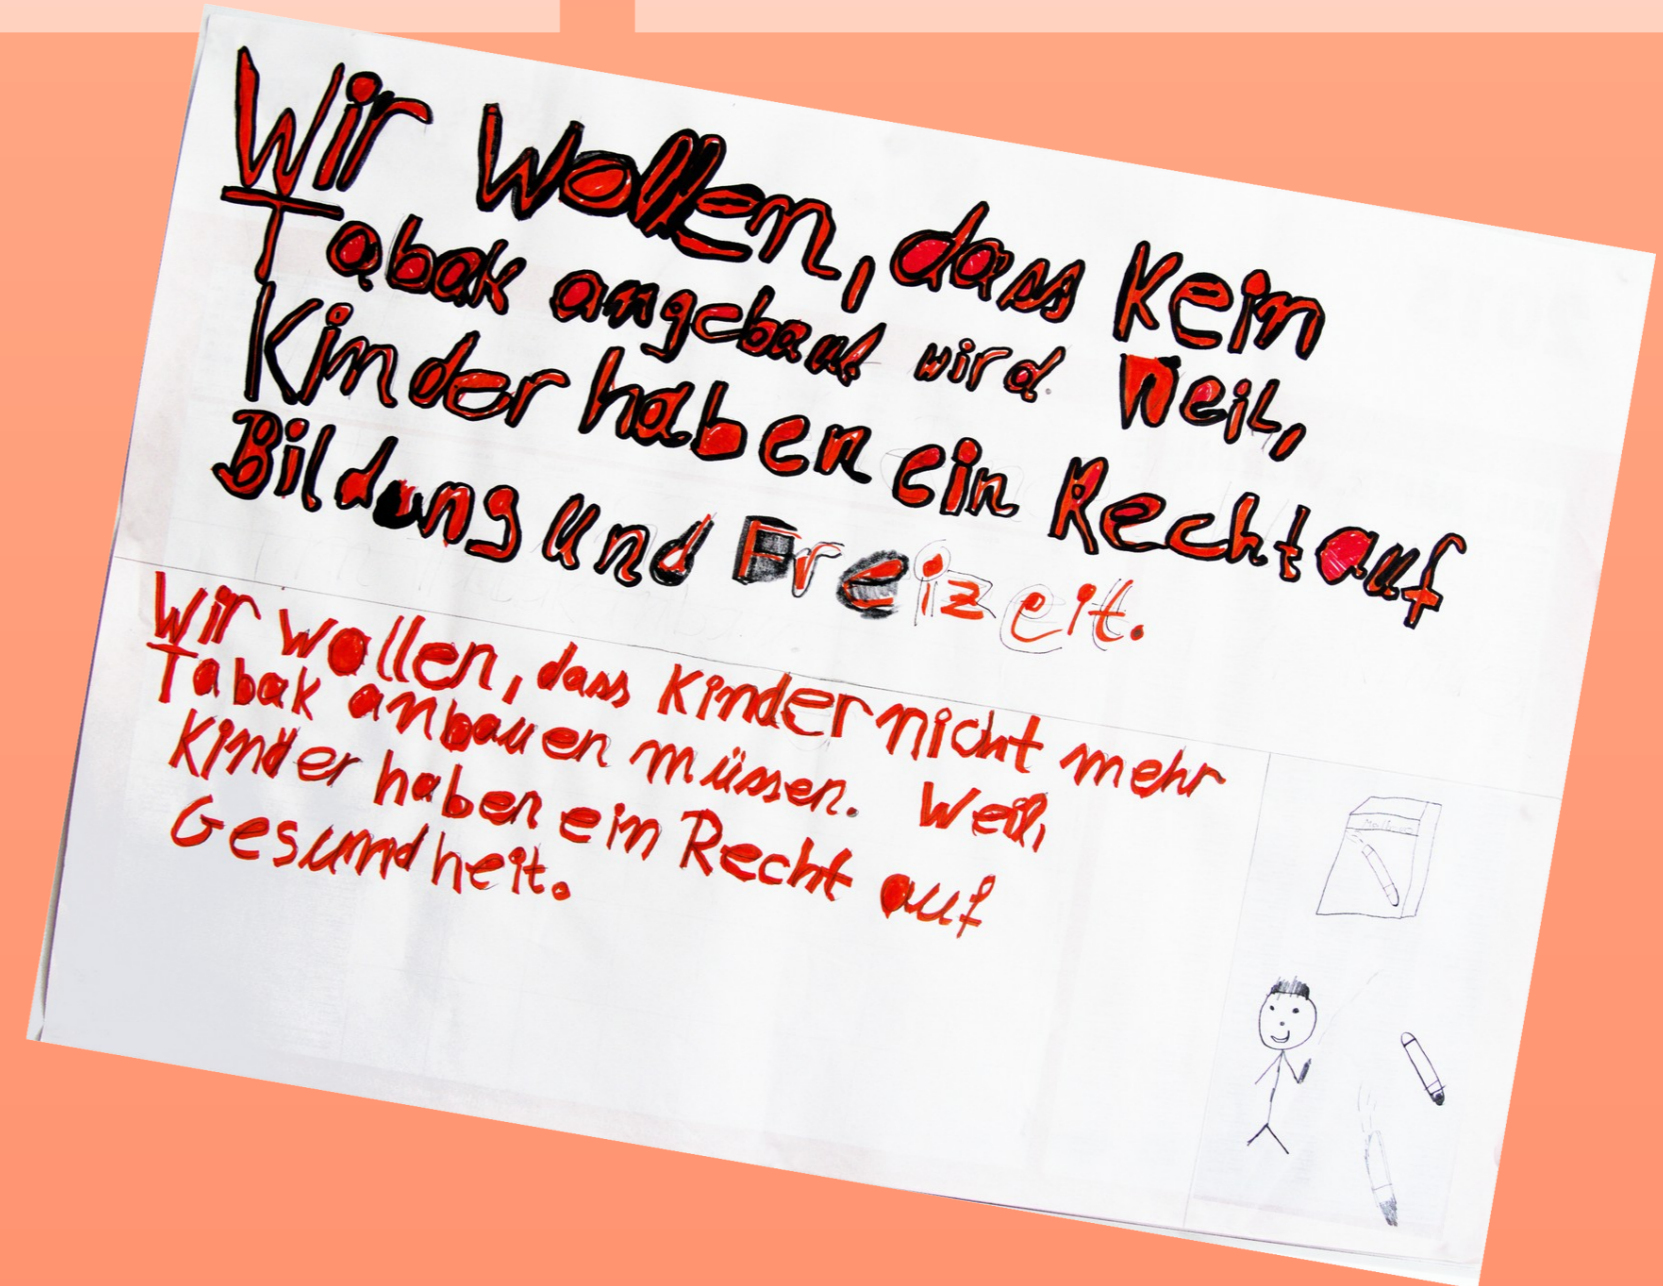 Wir Wollen, dass Kein
Tabak angebaut wird. Weil,
Kinder haben ein Recht auf
Bildung und Freizeit.
Wir wollen, dass Kinder nicht mehr
Tabak anbauen müssen. Weil,
Kinder haben ein Recht auf
Gesundheit.